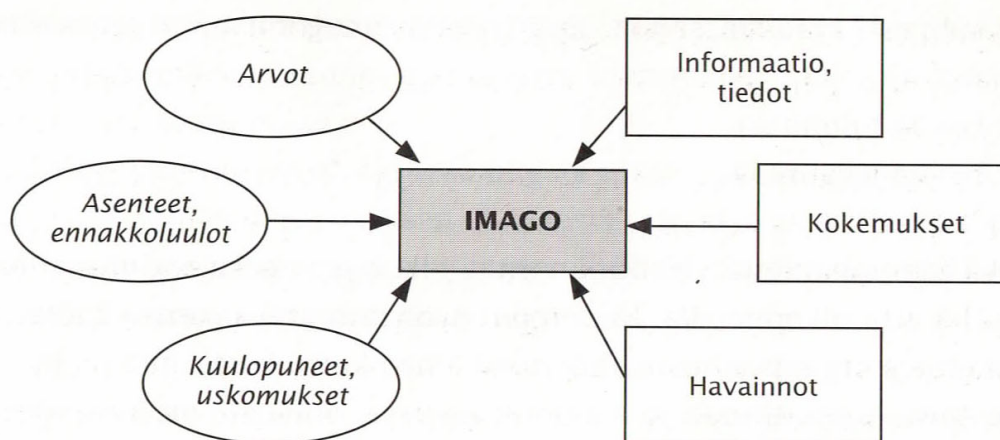 Arvot
Informaatio,
tiedot
Asenteet,
ennakkoluulot
IMAGO
Kokemukset
Kuulopuheet,
uskomukset
Havainnot